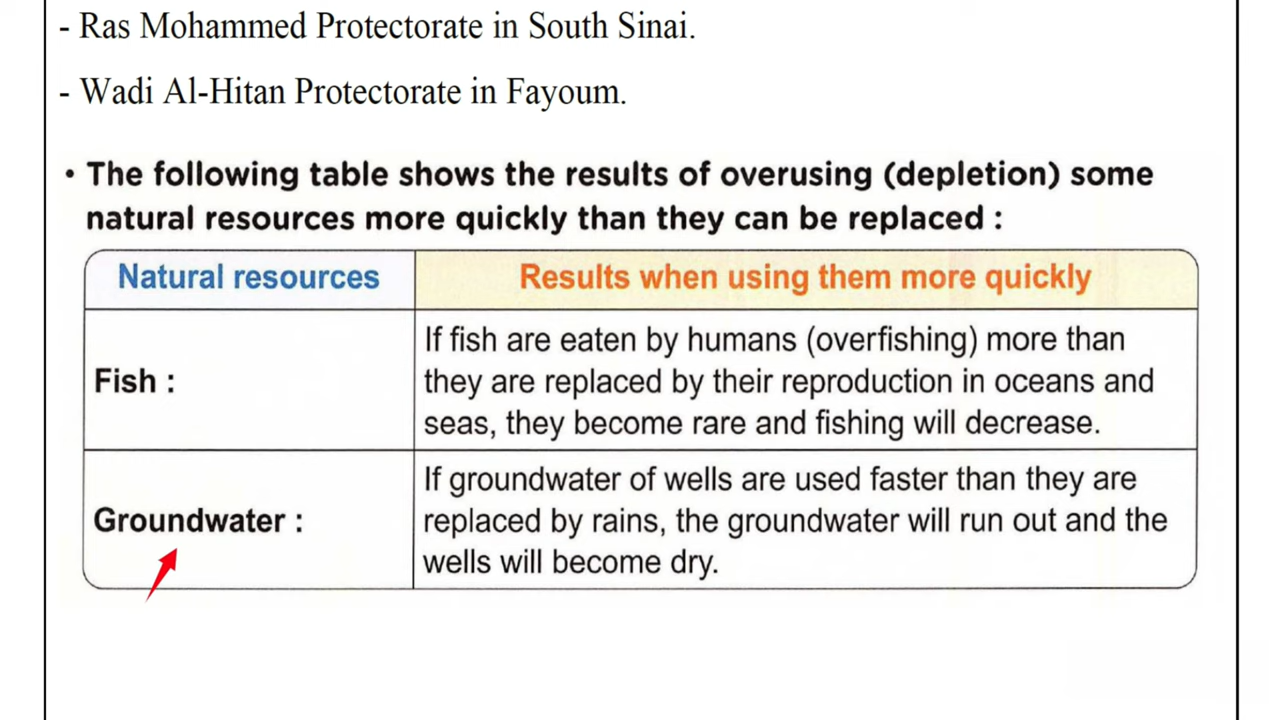 - Ras Mohammed Protectorate in South Sinai.
- Wadi Al-Hitan Protectorate in Fayoum.
• The following table shows the results of overusing (depletion) some
natural resources more quickly than they can be replaced :
Natural resources
Results when using them more quickly
Fish :
If fish are eaten by humans (overfishing) more than
they are replaced by their reproduction in oceans and
seas, they become rare and fishing will decrease.
Groundwater :
If groundwater of wells are used faster than they are
replaced by rains, the groundwater will run out and the
wells will become dry.